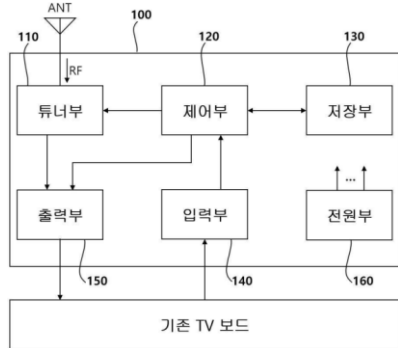 ANT
110
100
120
130
RF
튜너부
제어부
저장부
...
출력부
입력부
전원부
150
140
160
기존 TV 보드